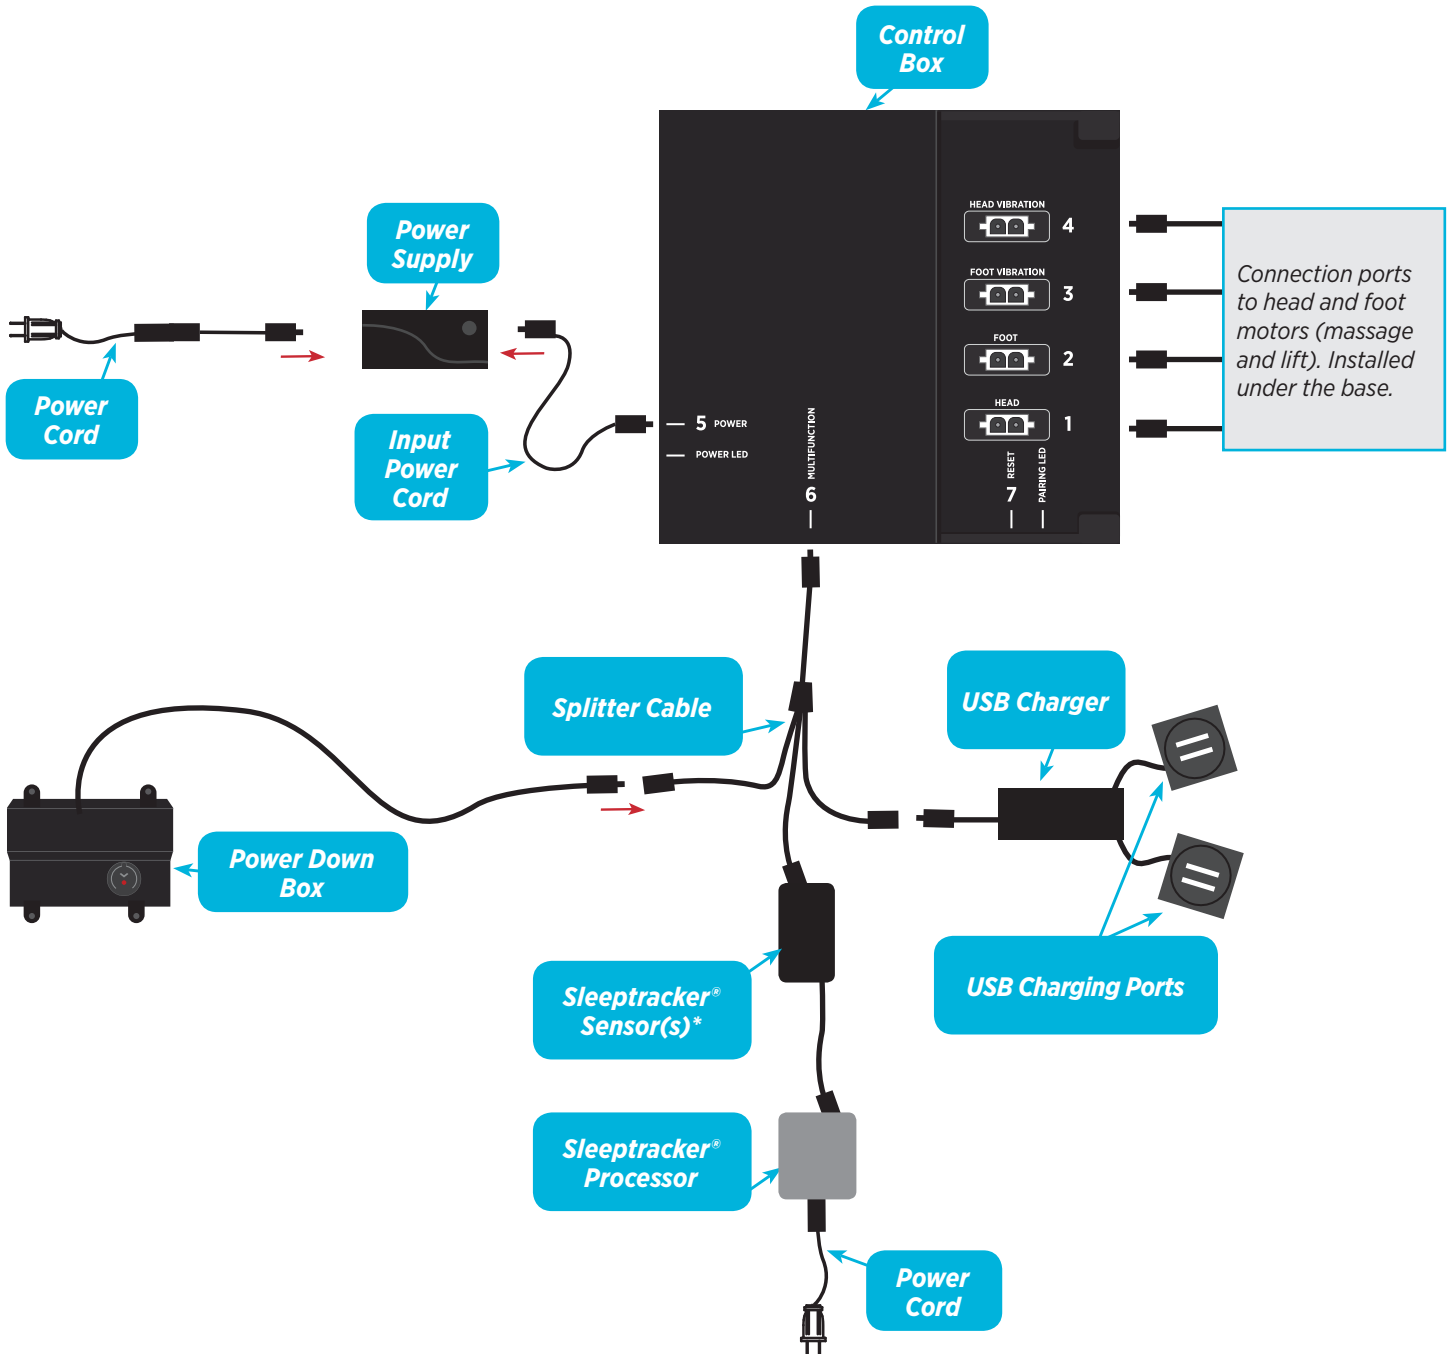 Control
Box
HEAD VIBRATION
4
FOOT VIBRATION
3
FOOT
2
HEAD
1
Connection ports
to head and foot
motors (massage
and lift). Installed
under the base.
Power
Supply
Power
Cord
Input
Power
Cord
5 POWER
POWER LED
6 MULTIFUNCTION
7 RESET
PAIRING LED
Splitter Cable
USB Charger
Power Down
Box
USB Charging Ports
Sleeptracker®
Sensor(s)*
Sleeptracker®
Processor
Power
Cord